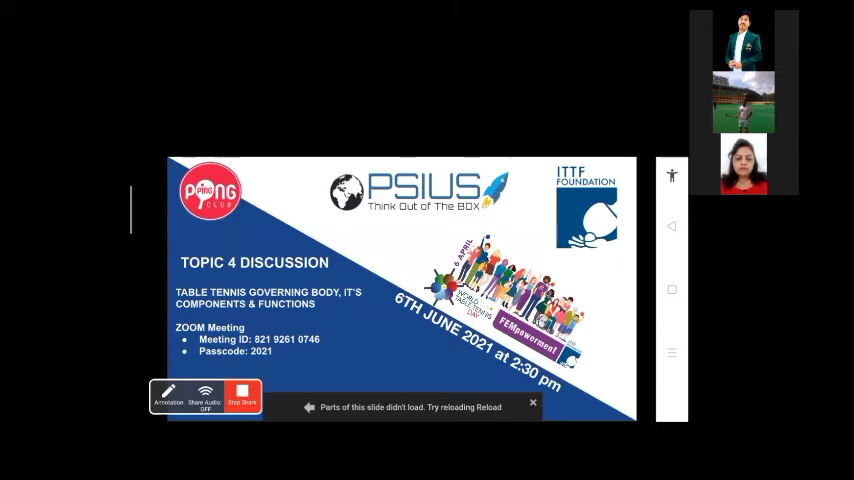 PING
PONG
CLUB
PSIUS
Think Out of The BOX
ITTF
FOUNDATION
TOPIC 4 DISCUSSION
TABLE TENNIS GOVERNING BODY, IT'S
COMPONENTS & FUNCTIONS
ZOOM Meeting
Meeting ID: 821 9261 0746
Passcode: 2021
6 APRIL
WORLD
TABLE TENNIS
DAY
FEMpowerment
6TH JUNE 2021 at 2:30 pm
Annotation
Share Audio:
OFF
Stop Share
Parts of this slide didn't load. Try reloading Reload